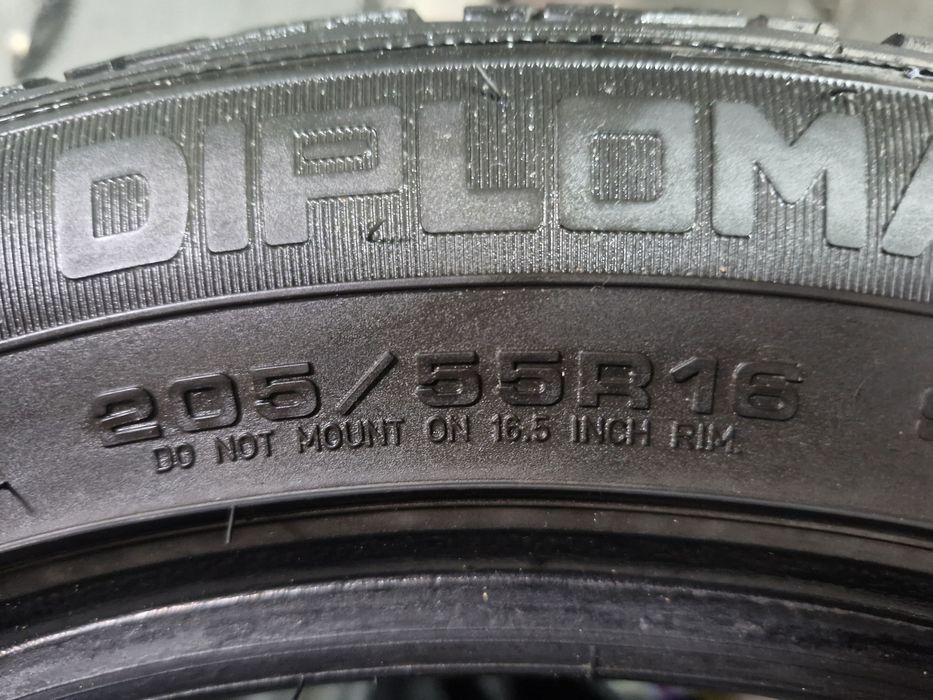 DIPLOMA
205/55R16
DO NOT MOUNT ON 16.5 INCH RIM.